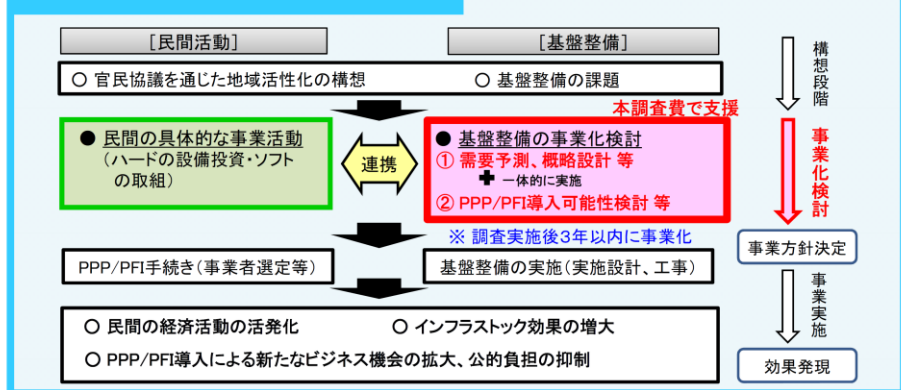 [民間活動]
[基盤整備]
○ 官民協議を通じた地域活性化の構想
○ 基盤整備の課題
構想段階
本調査費で支援
● 民間の具体的な事業活動
(ハードの設備投資・ソフト
の取組)
連携
● 基盤整備の事業化検討
① 需要予測、概略設計 等
✚ 一体的に実施
② PPP/PFI導入可能性検討 等
事業化検討
※ 調査実施後3年以内に事業化
事業方針決定
PPP/PFI手続き(事業者選定等)
基盤整備の実施(実施設計、工事)
事業実施
○ 民間の経済活動の活発化
○ インフラストック効果の増大
○ PPP/PFI導入による新たなビジネス機会の拡大、公的負担の抑制
効果発現